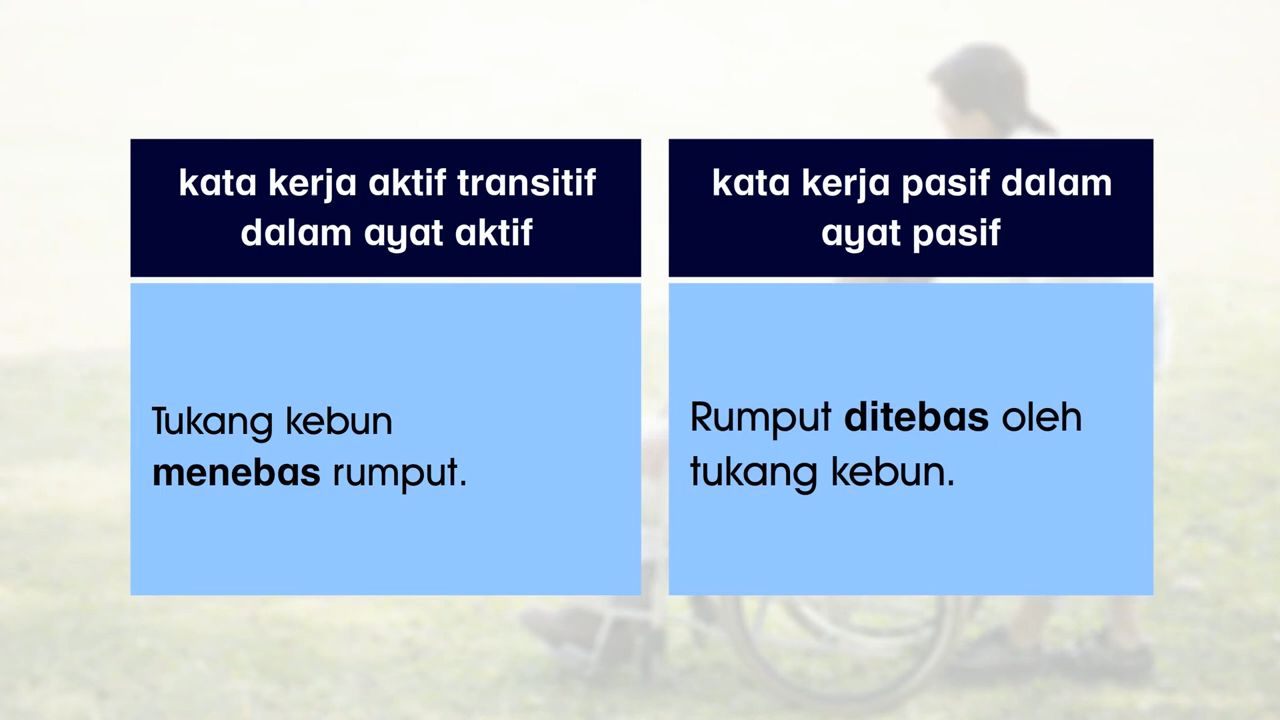 kata kerja aktif transitif
dalam ayat aktif
kata kerja pasif dalam
ayat pasif
Tukang kebun
menebas rumput.
Rumput ditebas oleh
tukang kebun.